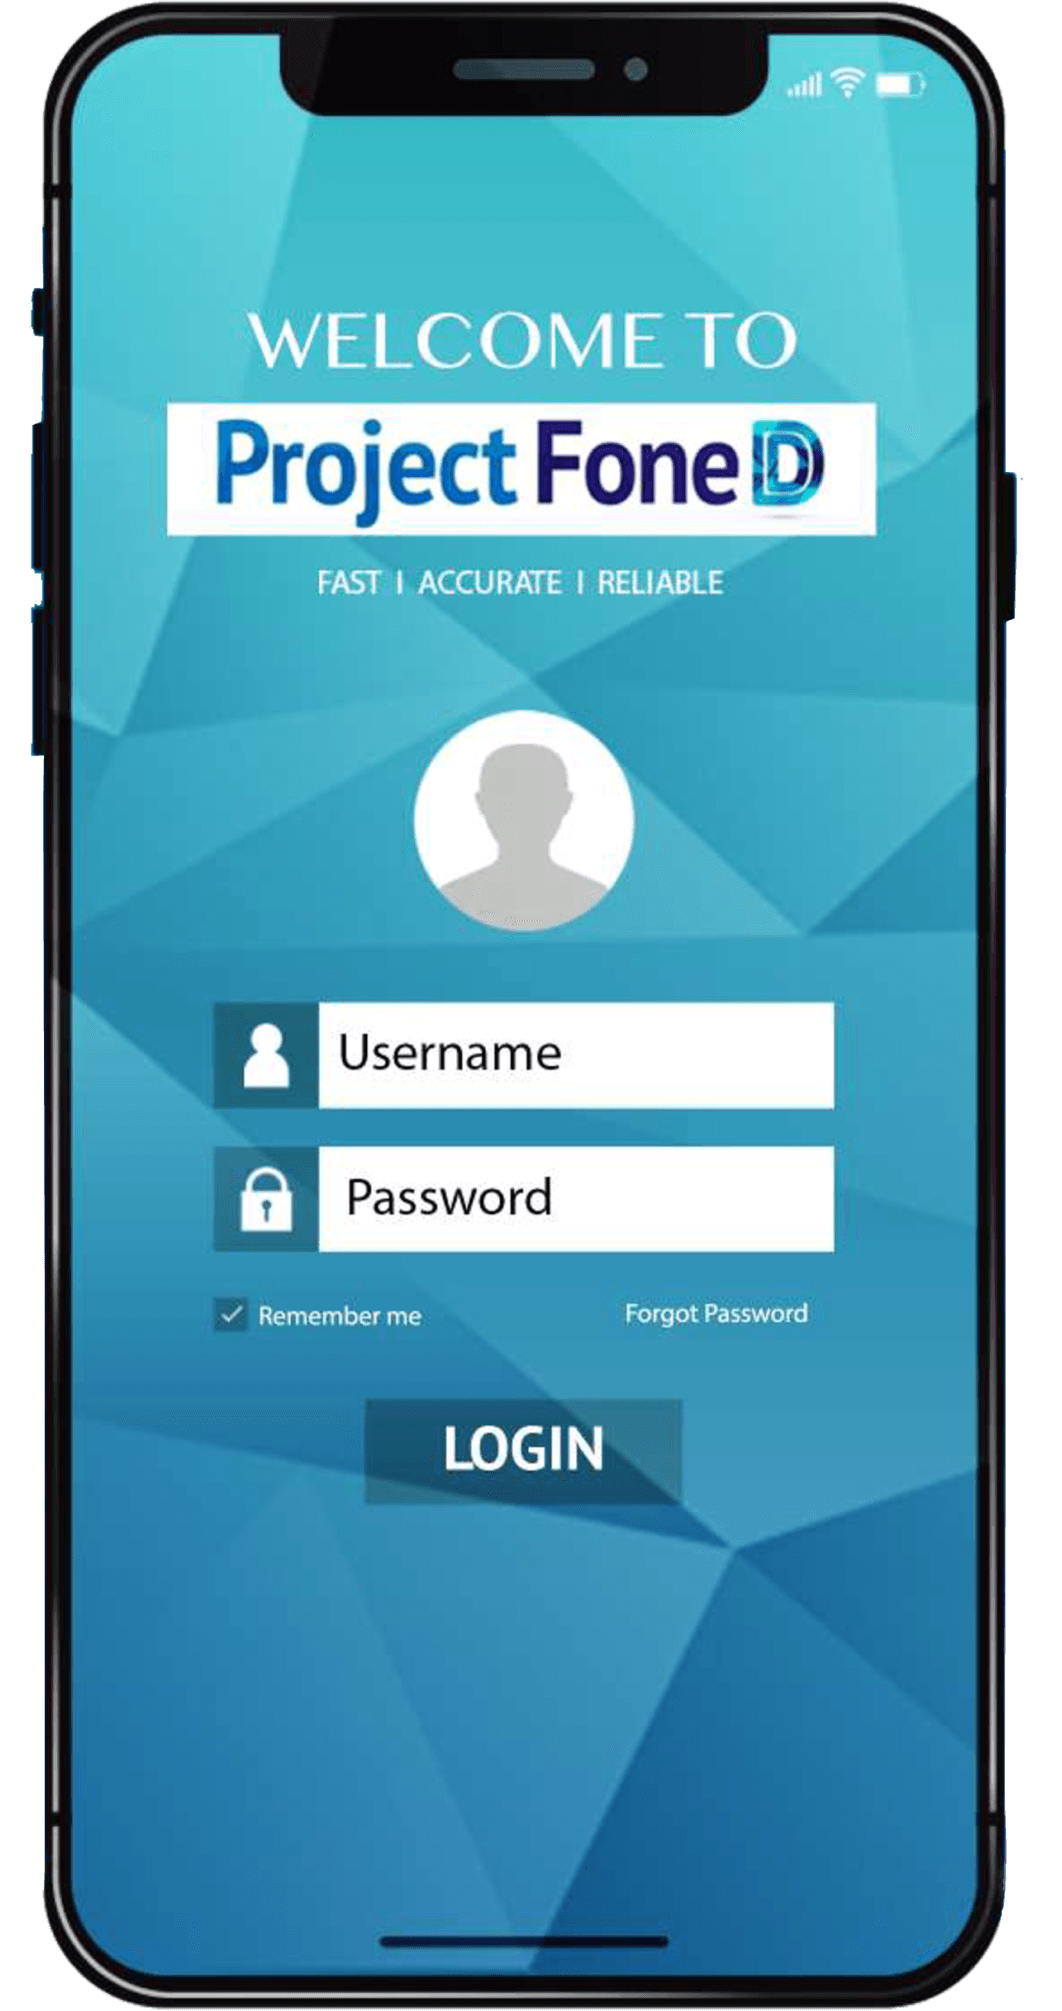 WELCOME TO
Project Fone D
FAST | ACCURATE | RELIABLE
Username
Password
Remember me
Forgot Password
LOGIN